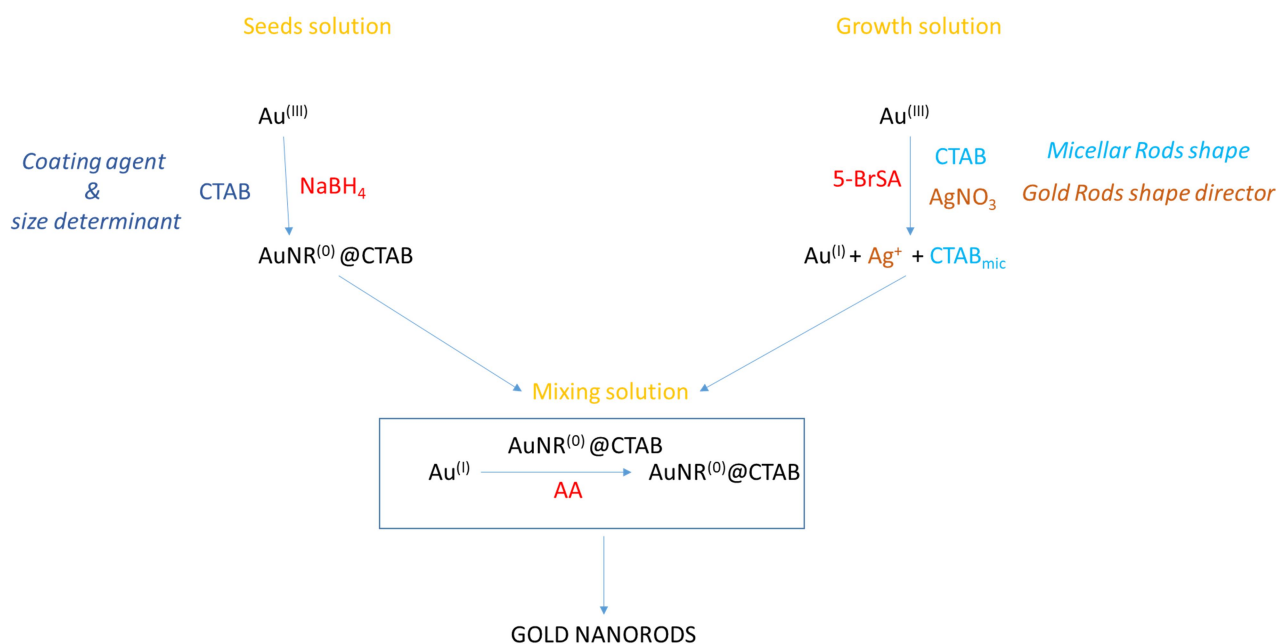 Seeds solution
Growth solution
Au(III)
Au(III)
Coating agent
&
size determinant
CTAB
NaBH4
5-BrSA
CTAB
AgNO3
Micellar Rods shape
Gold Rods shape director
AuNR(0) @CTAB
Au(I) + Ag+ + CTABmic
Mixing solution
AuNR(0) @CTAB
Au(I)
AA
AuNR(0)@CTAB
GOLD NANORODS